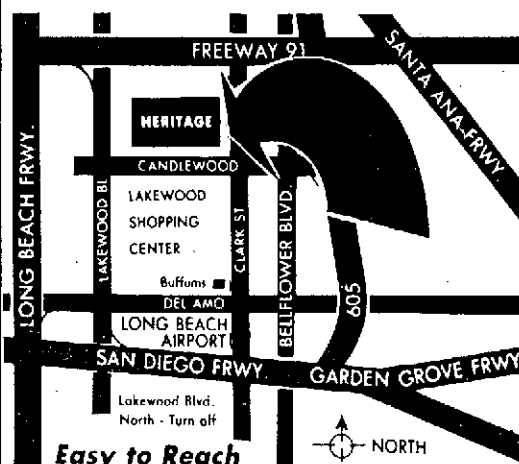 FREEWAY 91
SANTA ANA FRWY.
HERITAGE
CANDLEWOOD
LONG BEACH FRWY.
LAKEWOOD BL
LAKEWOOD
SHOPPING
CENTER
CLARK ST
BELLFLOWER BLVD.
605
Buffums
DEL AMO
LONG BEACH
AIRPORT
SAN DIEGO FRWY.
GARDEN GROVE FRWY
Lakewood Blvd.
North - Turn off
NORTH
Easy to Reach